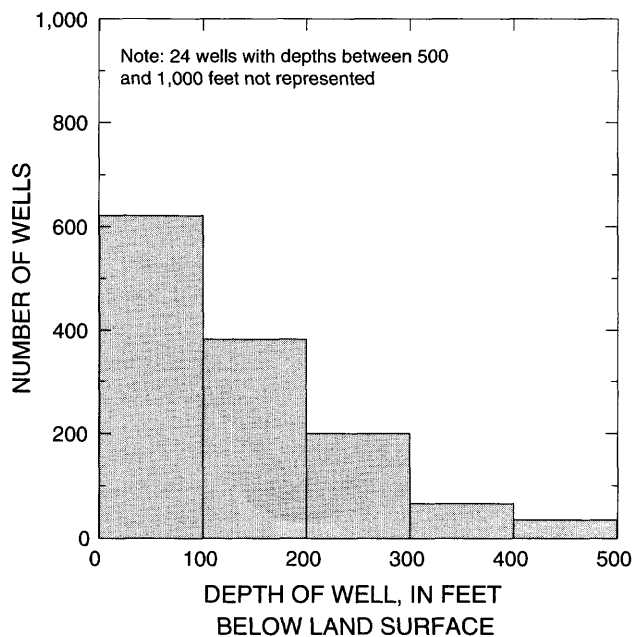 1,000
Note: 24 wells with depths between 500
and 1,000 feet not represented
800
600
400
200
0
NUMBER OF WELLS
0 100 200 300 400 500
DEPTH OF WELL, IN FEET
BELOW LAND SURFACE